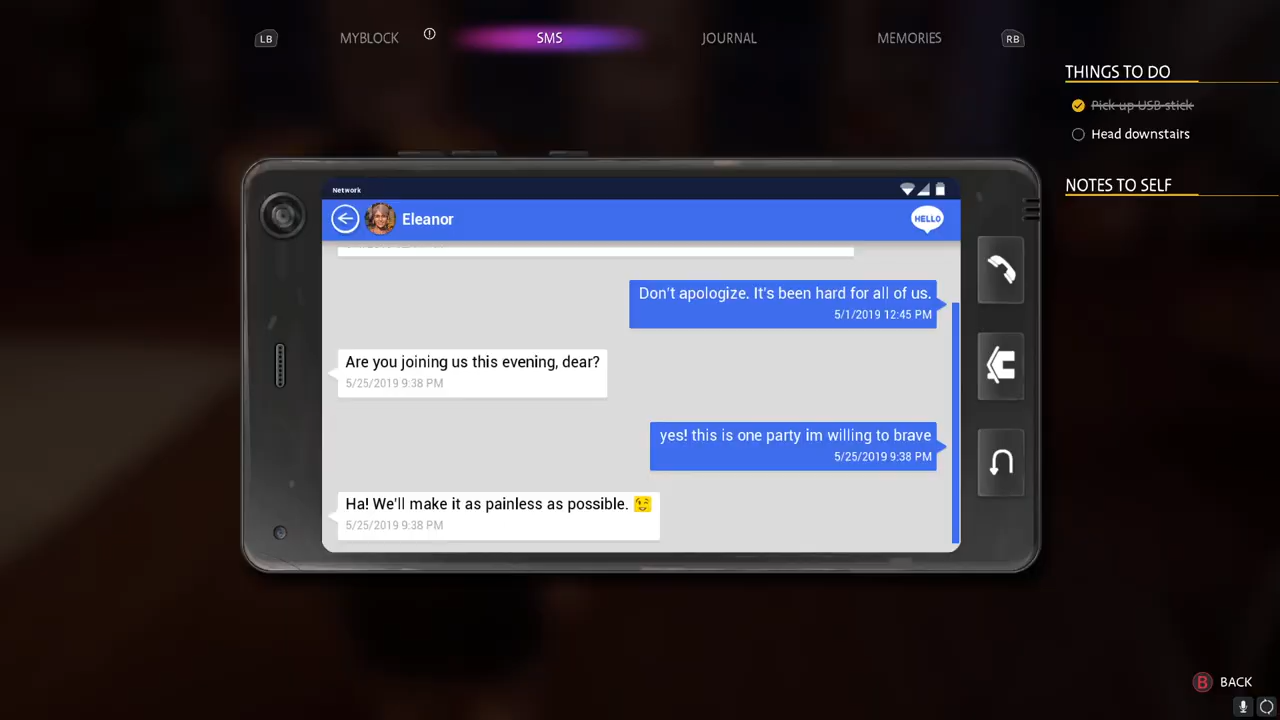 LB
MYBLOCK
SMS
JOURNAL
MEMORIES
RB
THINGS TO DO
Pick up USB stick
Head downstairs
NOTES TO SELF
Network
Eleanor
HELLO
Don't apologize. It's been hard for all of us.
5/1/2019 12:45 PM
Are you joining us this evening, dear?
5/25/2019 9:38 PM
yes! this is one party im willing to brave
5/25/2019 9:38 PM
Ha! We'll make it as painless as possible. 😉
5/25/2019 9:38 PM
B BACK